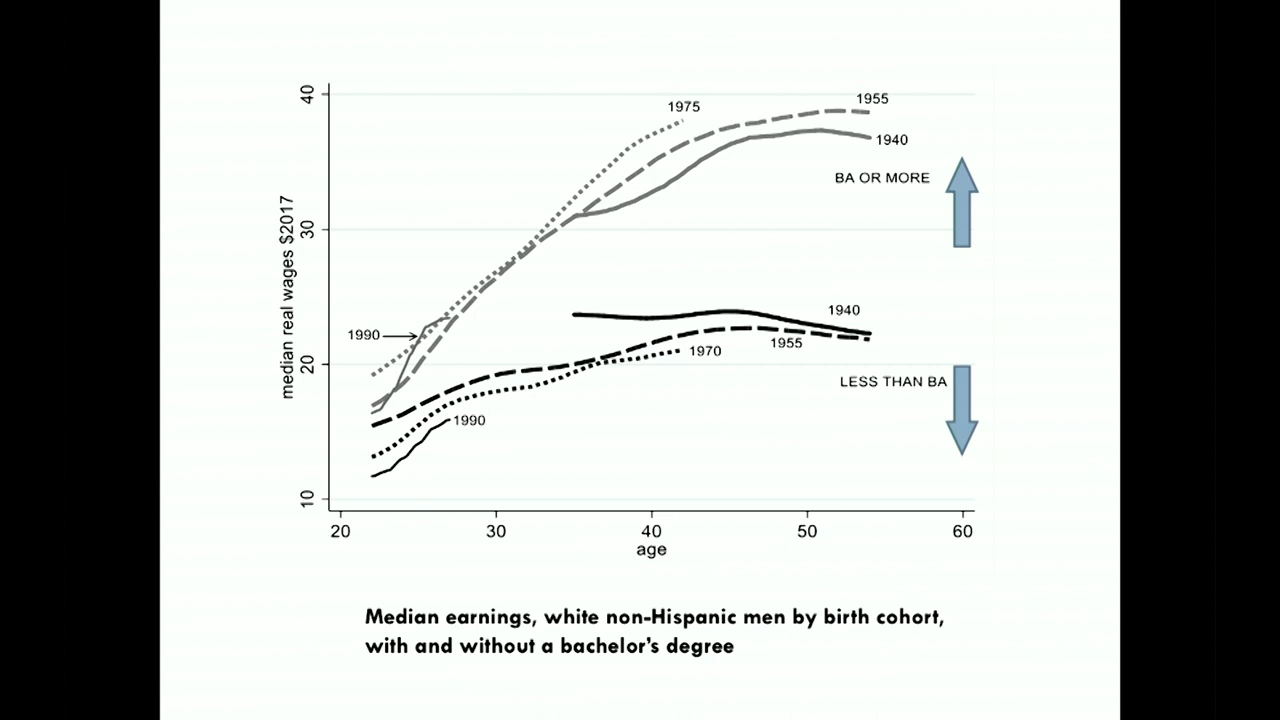 40
30
20
10
median real wages $2017
1975
1955
1940
BA OR MORE
1990
1940
1955
1970
LESS THAN BA
1990
20 30 40 50 60
age
Median earnings, white non-Hispanic men by birth cohort,
with and without a bachelor's degree